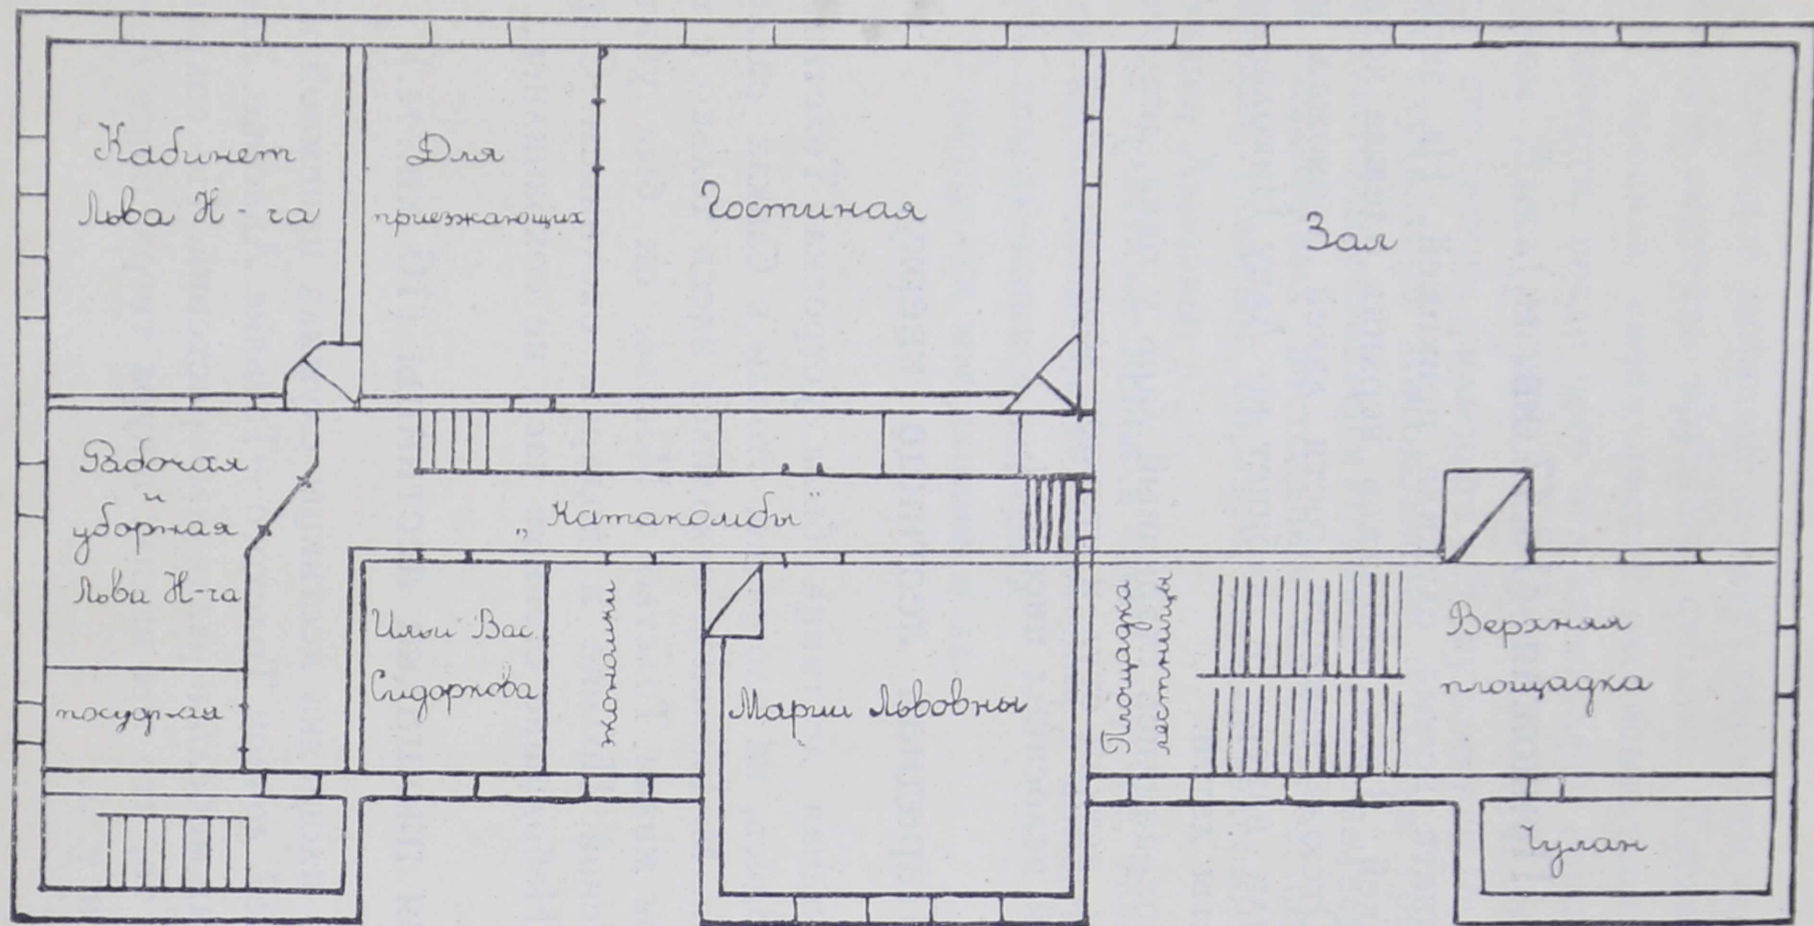 Кабинет
Льва Н-ча
Для
приезжающих
Гостиная
Зал
Рабочая
и
уборная
Льва Н-ча
посудная
„Катакомбы
Ильи Вас.
Сидоркова
экономки
Марии Львовны
Площадка
лестницы
Верхняя
площадка
Чулан